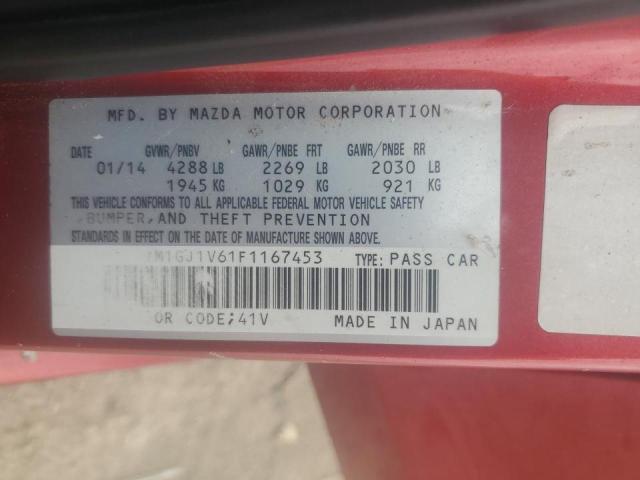 MFD. BY MAZDA MOTOR CORPORATION
DATE GVWR/PNBV GAWR/PNBE FRT GAWR/PNBE RR
01/14 4288 LB 2269 LB 2030 LB
1945 KG 1029 KG 921 KG
THIS VEHICLE CONFORMS TO ALL APPLICABLE FEDERAL MOTOR VEHICLE SAFETY
BUMPER, AND THEFT PREVENTION
STANDARDS IN EFFECT ON THE DATE OF MANUFACTURE SHOWN ABOVE.
M1GJ1V61F1167453 TYPE: PASS CAR
OR CODE;41V MADE IN JAPAN